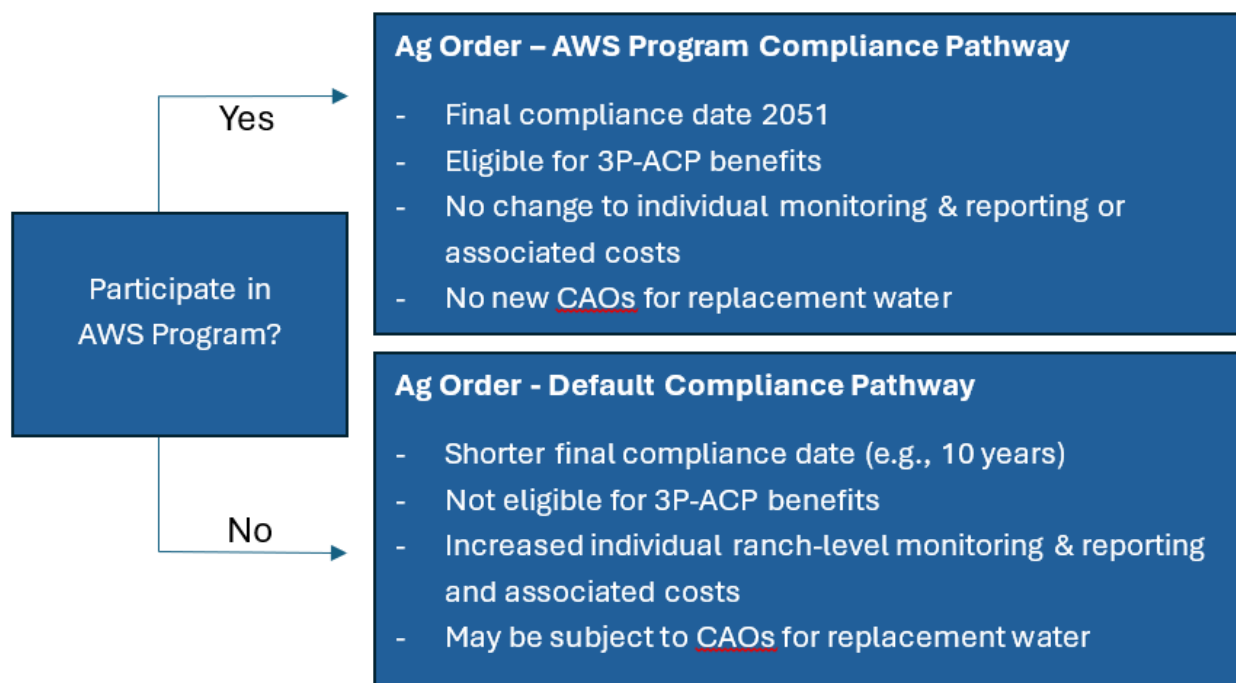 Ag Order – AWS Program Compliance Pathway
- Final compliance date 2051
- Eligible for 3P-ACP benefits
- No change to individual monitoring & reporting or
associated costs
- No new CAOs for replacement water
Yes
Participate in
AWS Program?
No
Ag Order - Default Compliance Pathway
- Shorter final compliance date (e.g., 10 years)
- Not eligible for 3P-ACP benefits
- Increased individual ranch-level monitoring & reporting
and associated costs
- May be subject to CAOs for replacement water